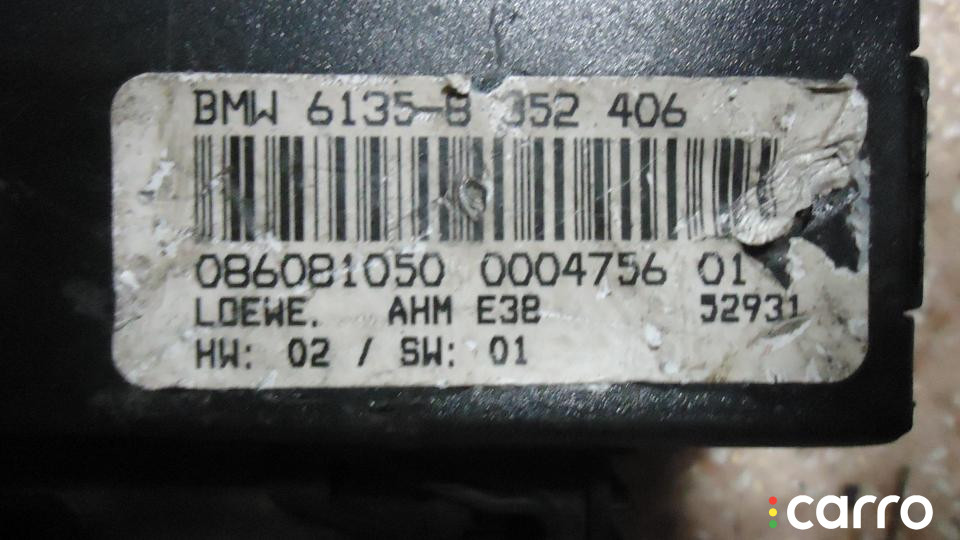 BMW 6135-8 352 406
086081050 0004756 01
LOEWE. AHM E38 52931
HW: 02 / SW: 01
carro